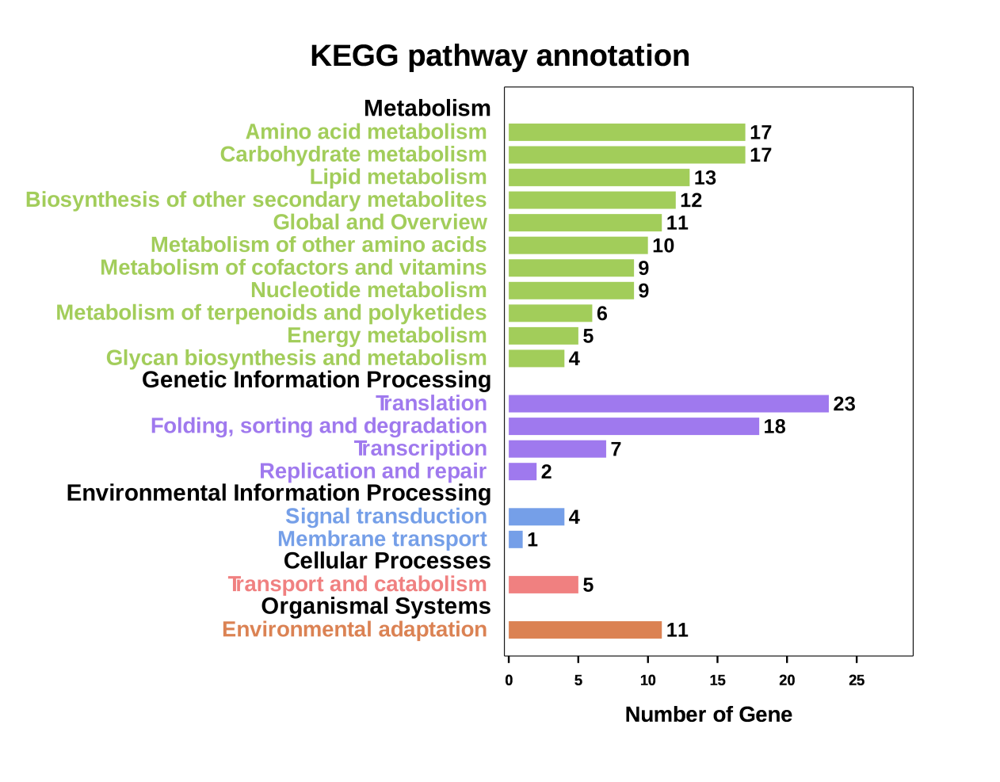 KEGG pathway annotation
Metabolism
Amino acid metabolism 17
Carbohydrate metabolism 17
Lipid metabolism 13
Biosynthesis of other secondary metabolites 12
Global and Overview 11
Metabolism of other amino acids 10
Metabolism of cofactors and vitamins 9
Nucleotide metabolism 9
Metabolism of terpenoids and polyketides 6
Energy metabolism 5
Glycan biosynthesis and metabolism 4
Genetic Information Processing
Translation 23
Folding, sorting and degradation 18
Transcription 7
Replication and repair 2
Environmental Information Processing
Signal transduction 4
Membrane transport 1
Cellular Processes
Transport and catabolism 5
Organismal Systems
Environmental adaptation 11
0 5 10 15 20 25
Number of Gene